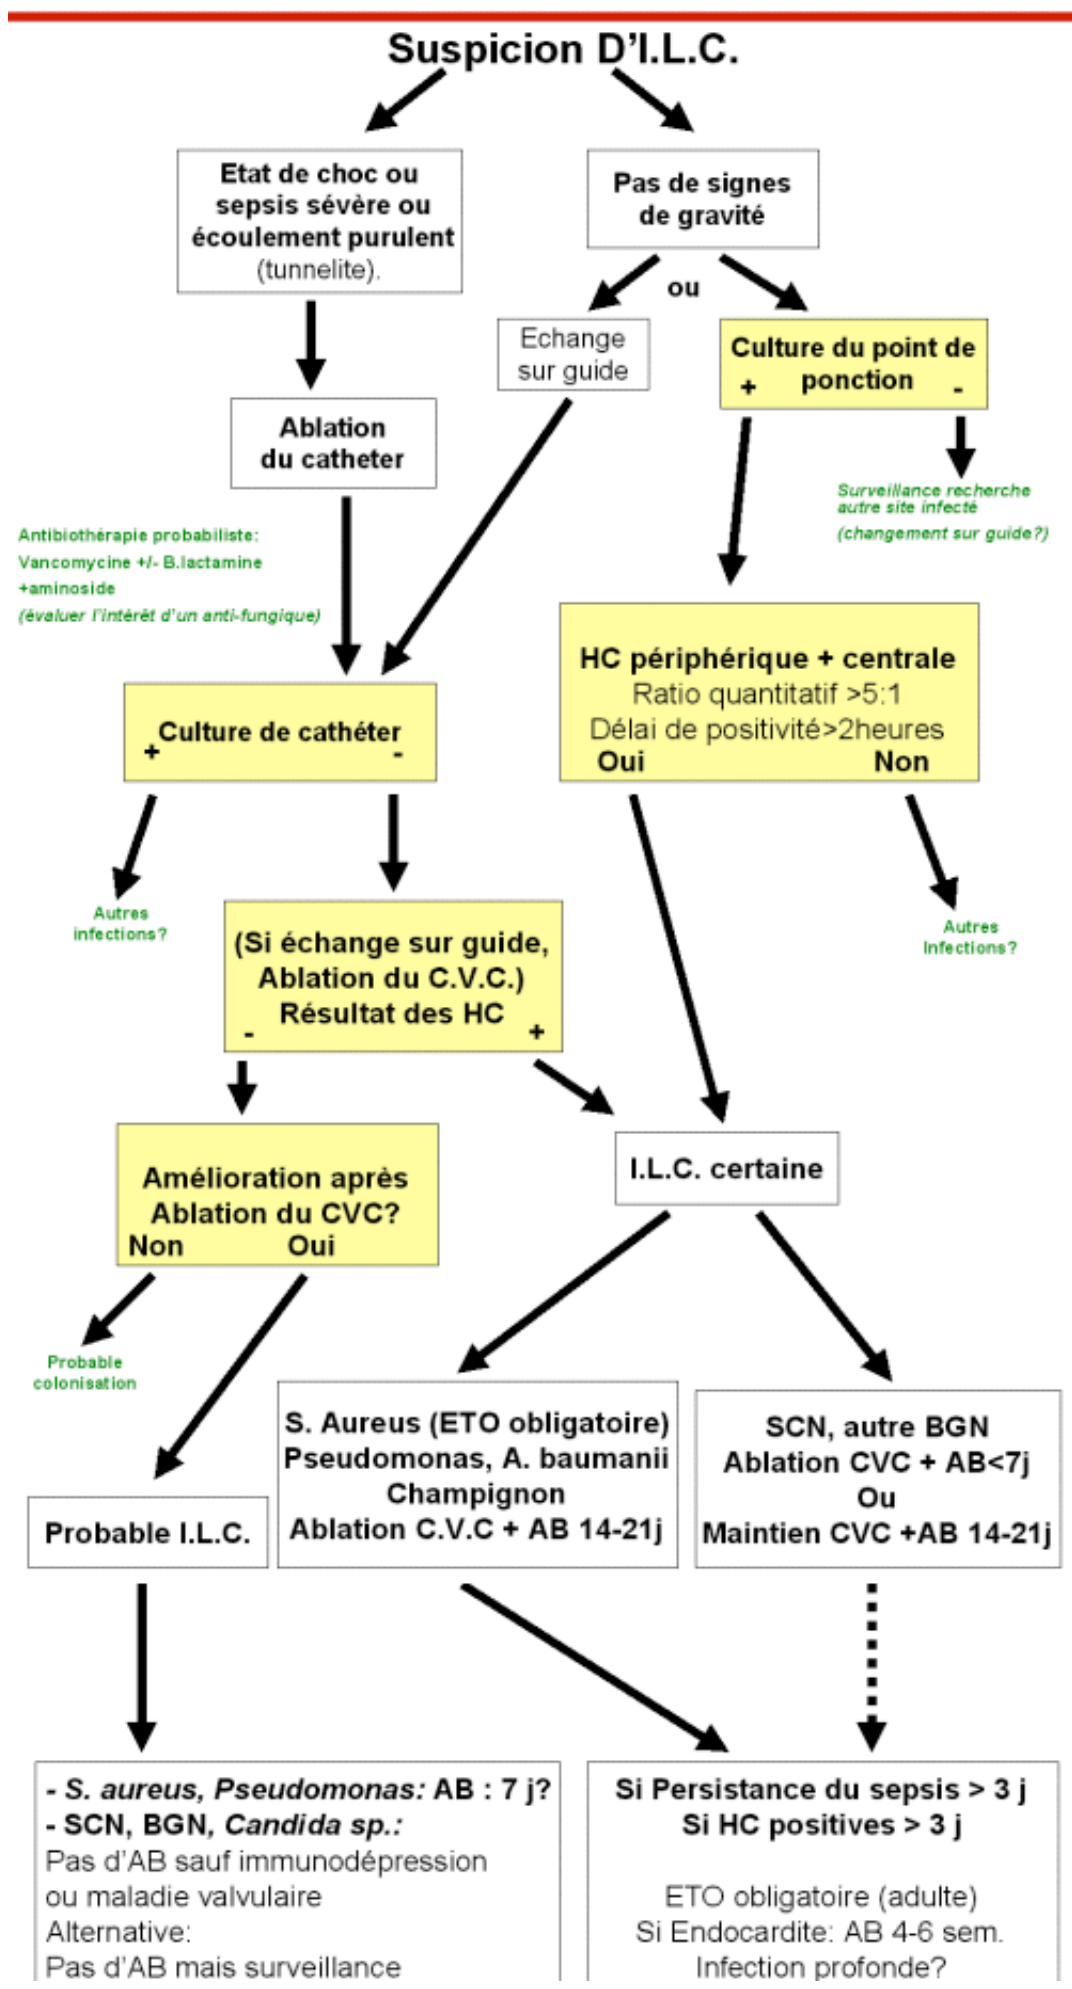 Suspicion D'I.L.C.
Etat de choc ou
sepsis sévère ou
écoulement purulent
(tunnelite).
Pas de signes
de gravité
ou
Echange
sur guide
Culture du point de
+ ponction -
Ablation
du catheter
Surveillance recherche
autre site infecté
(changement sur guide?)
Antibiothérapie probabiliste:
Vancomycine +/- B.lactamine
+aminoside
(évaluer l'intérêt d'un anti-fungique)
HC périphérique + centrale
Ratio quantitatif >5:1
Délai de positivité>2heures
Oui Non
Culture de cathéter
+ -
Autres
infections?
Autres
Infections?
(Si échange sur guide,
Ablation du C.V.C.)
Résultat des HC
- +
Amélioration après
Ablation du CVC?
Non Oui
I.L.C. certaine
Probable
colonisation
S. Aureus (ETO obligatoire)
Pseudomonas, A. baumanii
Champignon
Ablation C.V.C + AB 14-21j
SCN, autre BGN
Ablation CVC + AB<7j
Ou
Maintien CVC +AB 14-21j
Probable I.L.C.
- S. aureus, Pseudomonas: AB : 7 j?
- SCN, BGN, Candida sp.:
Pas d'AB sauf immunodépression
ou maladie valvulaire
Alternative:
Pas d'AB mais surveillance
Si Persistance du sepsis > 3 j
Si HC positives > 3 j
ETO obligatoire (adulte)
Si Endocardite: AB 4-6 sem.
Infection profonde?